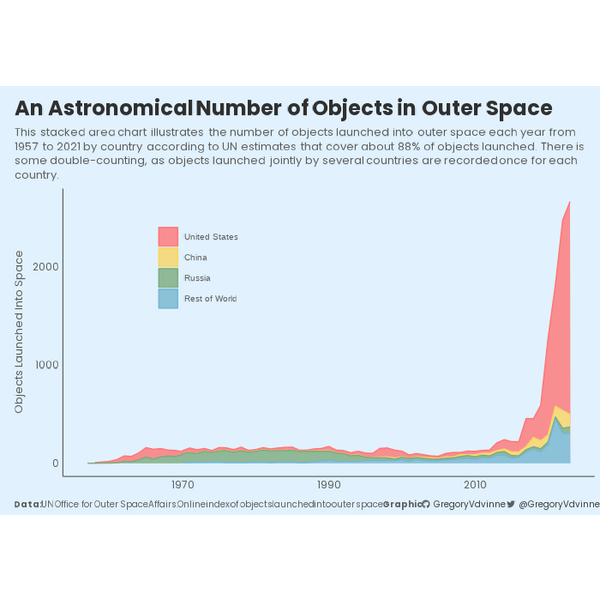 An Astronomical Number of Objects in Outer Space
This stacked area chart illustrates the number of objects launched into outer space each year from
1957 to 2021 by country according to UN estimates that cover about 88% of objects launched. There is
some double-counting, as objects launched jointly by several countries are recorded once for each
country.
United States
China
Russia
Rest of World
Objects Launched Into Space
2000
1000
0
1970 1990 2010
Data: UN Office for Outer Space Affairs Online index of objects launched into outer space Graphic: GregoryVdvinne @GregoryVdvinne